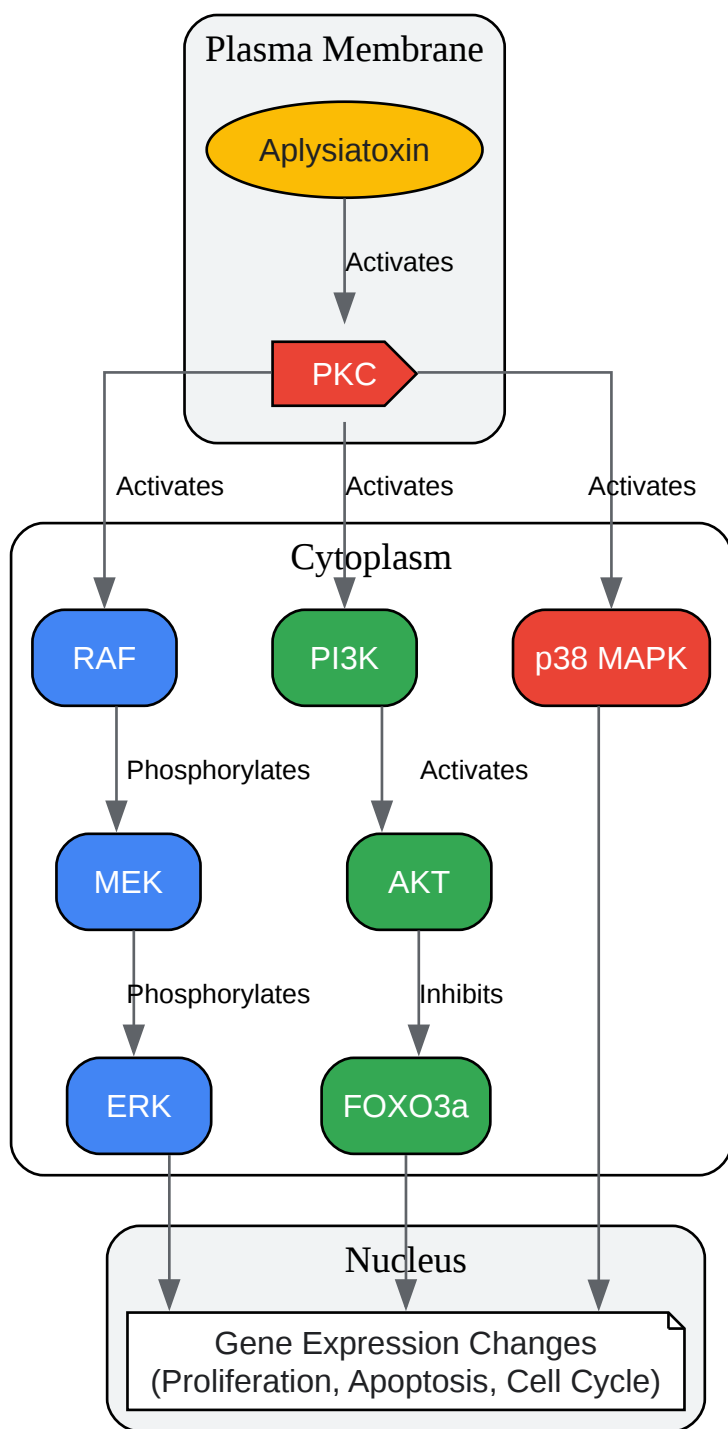 Plasma Membrane
Aplysiatoxin
Activates
PKC
Activates
Activates
Activates
Cytoplasm
RAF
PI3K
p38 MAPK
Phosphorylates
Activates
MEK
AKT
Phosphorylates
Inhibits
ERK
FOXO3a
Nucleus
Gene Expression Changes
(Proliferation, Apoptosis, Cell Cycle)